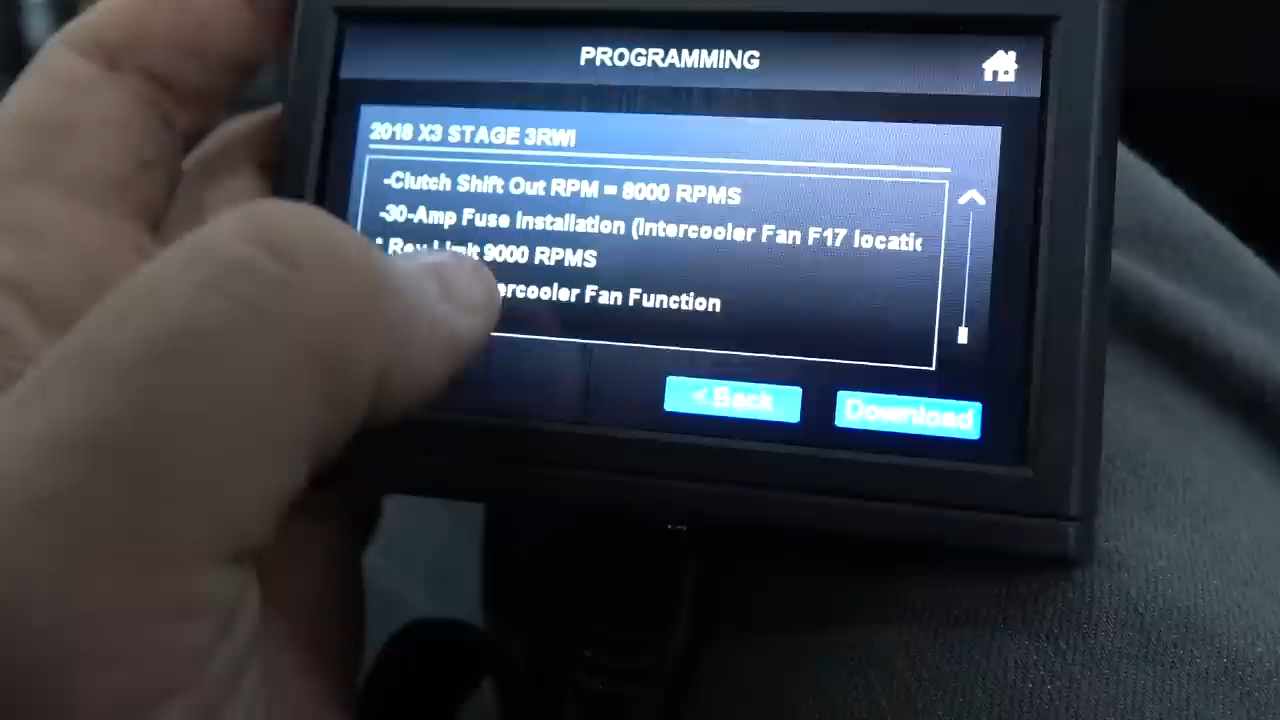 PROGRAMMING
2018 X3 STAGE 3RWI
-Clutch Shift Out RPM = 8000 RPMS
-30-Amp Fuse Installation (Intercooler Fan F17 locatic
* Rev Limit 9000 RPMS
ercooler Fan Function
< Back
Download